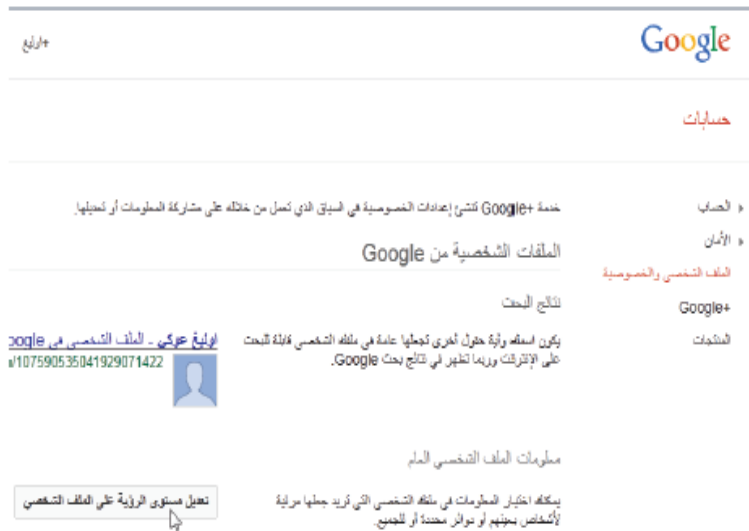 Google
+اوليغ
حسابات
الحساب
الأمان
الملف الشخصي والخصوصية
Google+
المنتجات
خدمة Google+ تنشئ إعدادات الخصوصية في السياق الذي تعمل من خلاله على مشاركة المعلومات أو تعديلها.
الملفات الشخصية من Google
نتائج البحث
يكون اسمك وأية حقول أخرى تجعلها عامة في ملفك الشخصي قابلة للبحث
على الإنترنت وربما تظهر في نتائج بحث Google.
اوليغ عوكي - الملف الشخصي في oogle
/107590535041929071422
معلومات الملف الشخصي العام
يمكنك اختيار المعلومات في ملفك الشخصي التي تريد جعلها مرئية
لأشخاص بعينهم أو دوائر محددة أو للجميع.
تعديل مستوى الرؤية على الملف الشخصي